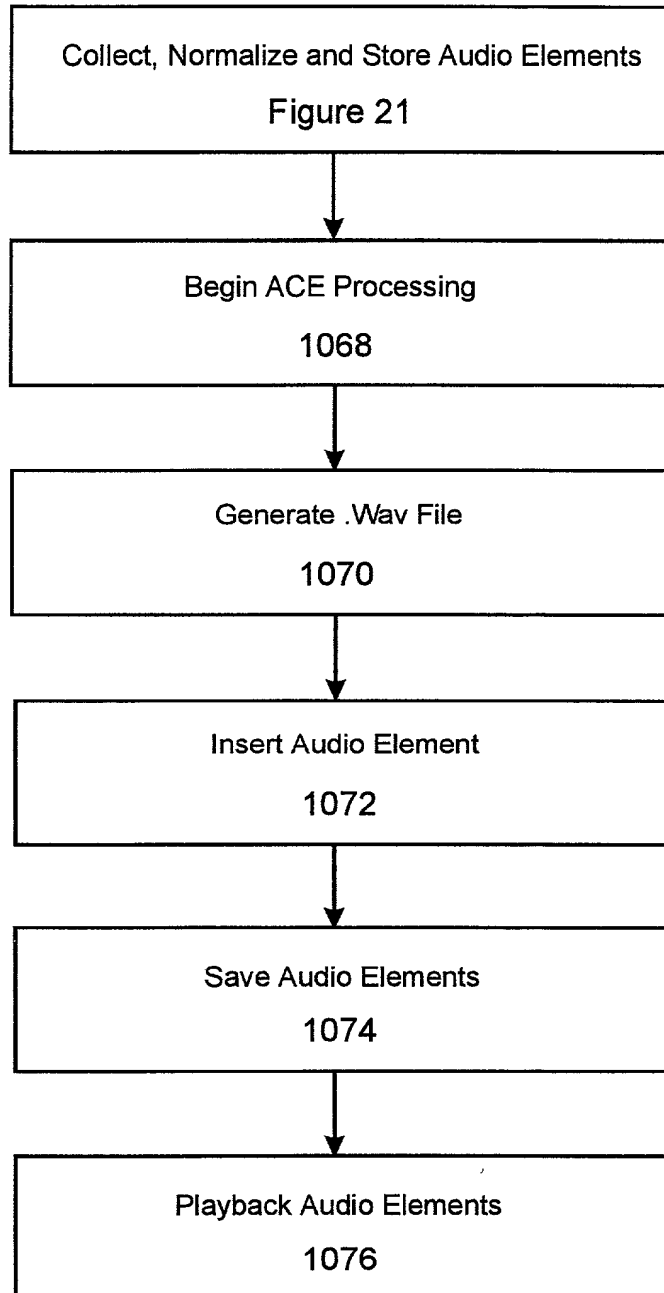 Collect, Normalize and Store Audio Elements
Figure 21
Begin ACE Processing
1068
Generate .Wav File
1070
Insert Audio Element
1072
Save Audio Elements
1074
Playback Audio Elements
1076